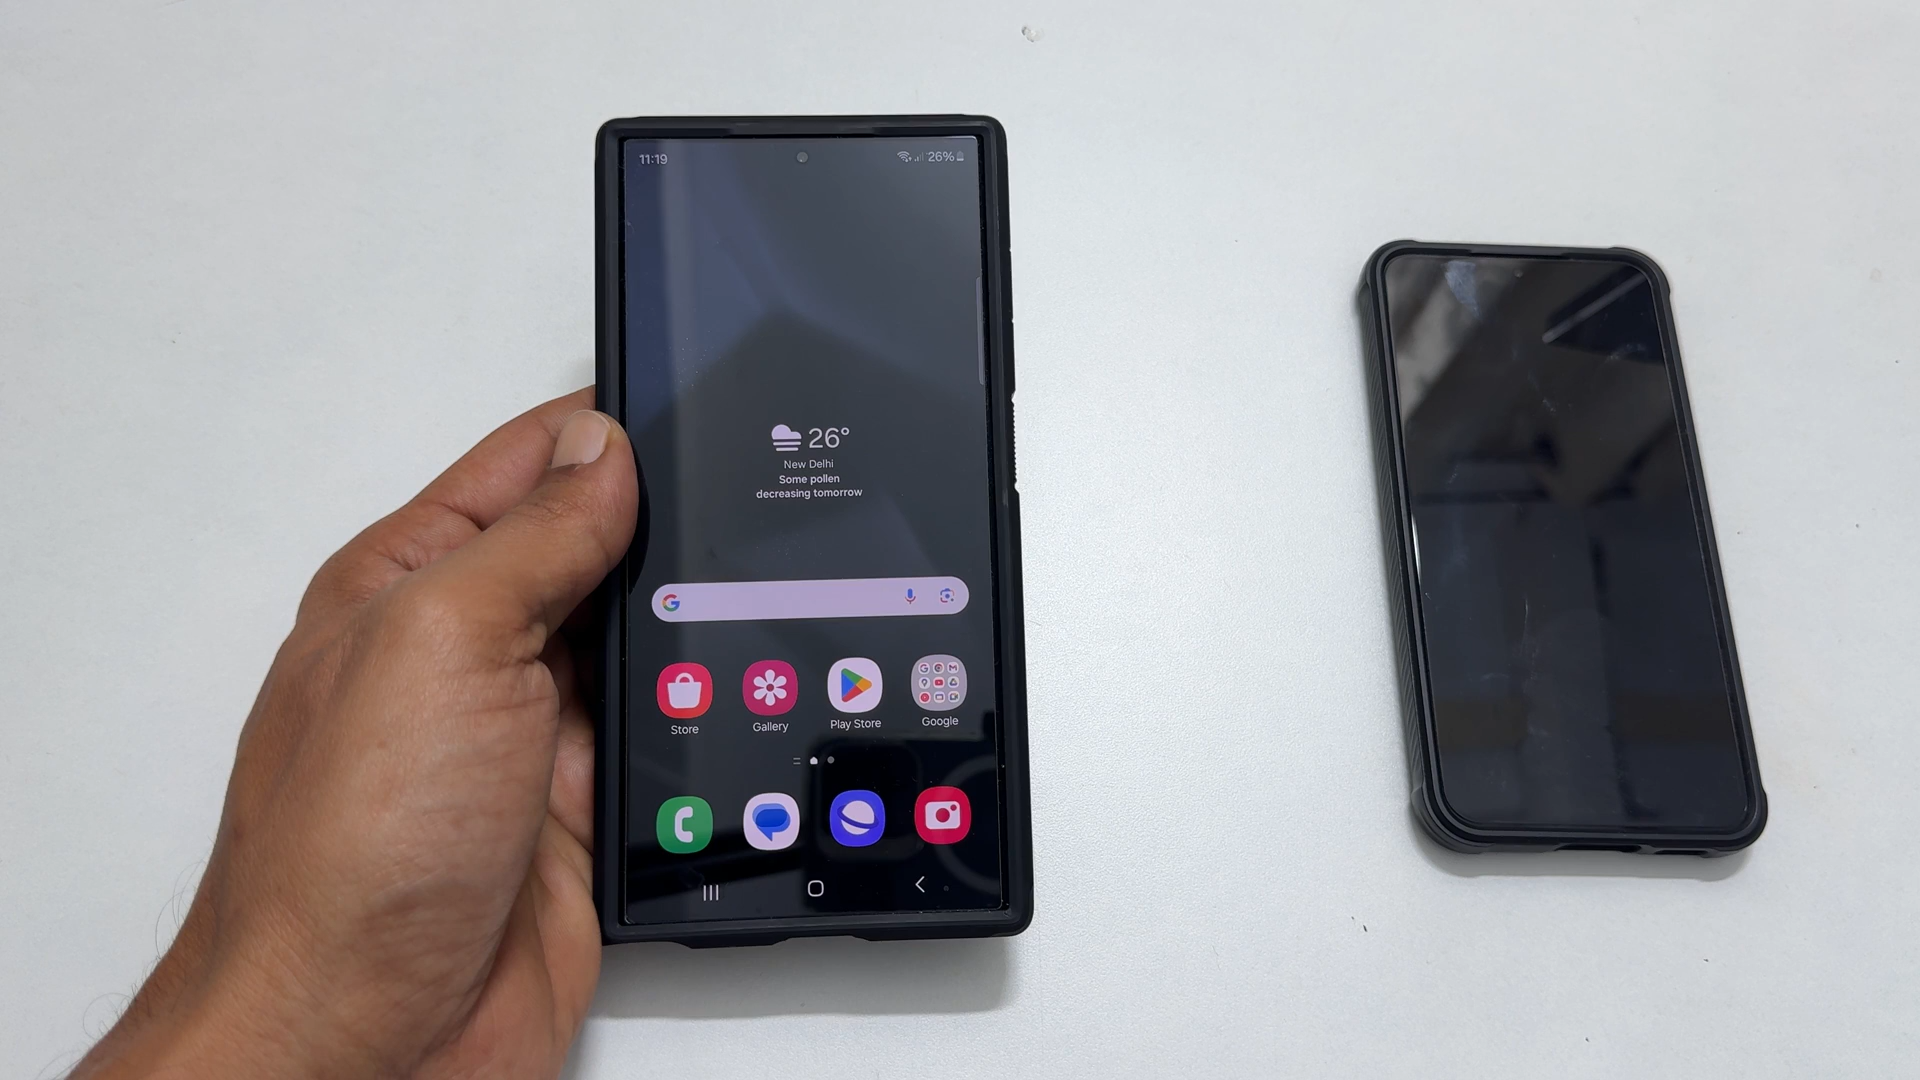 11:19
26%
26°
New Delhi
Some pollen
decreasing tomorrow
G
Store
Gallery
Play Store
Google